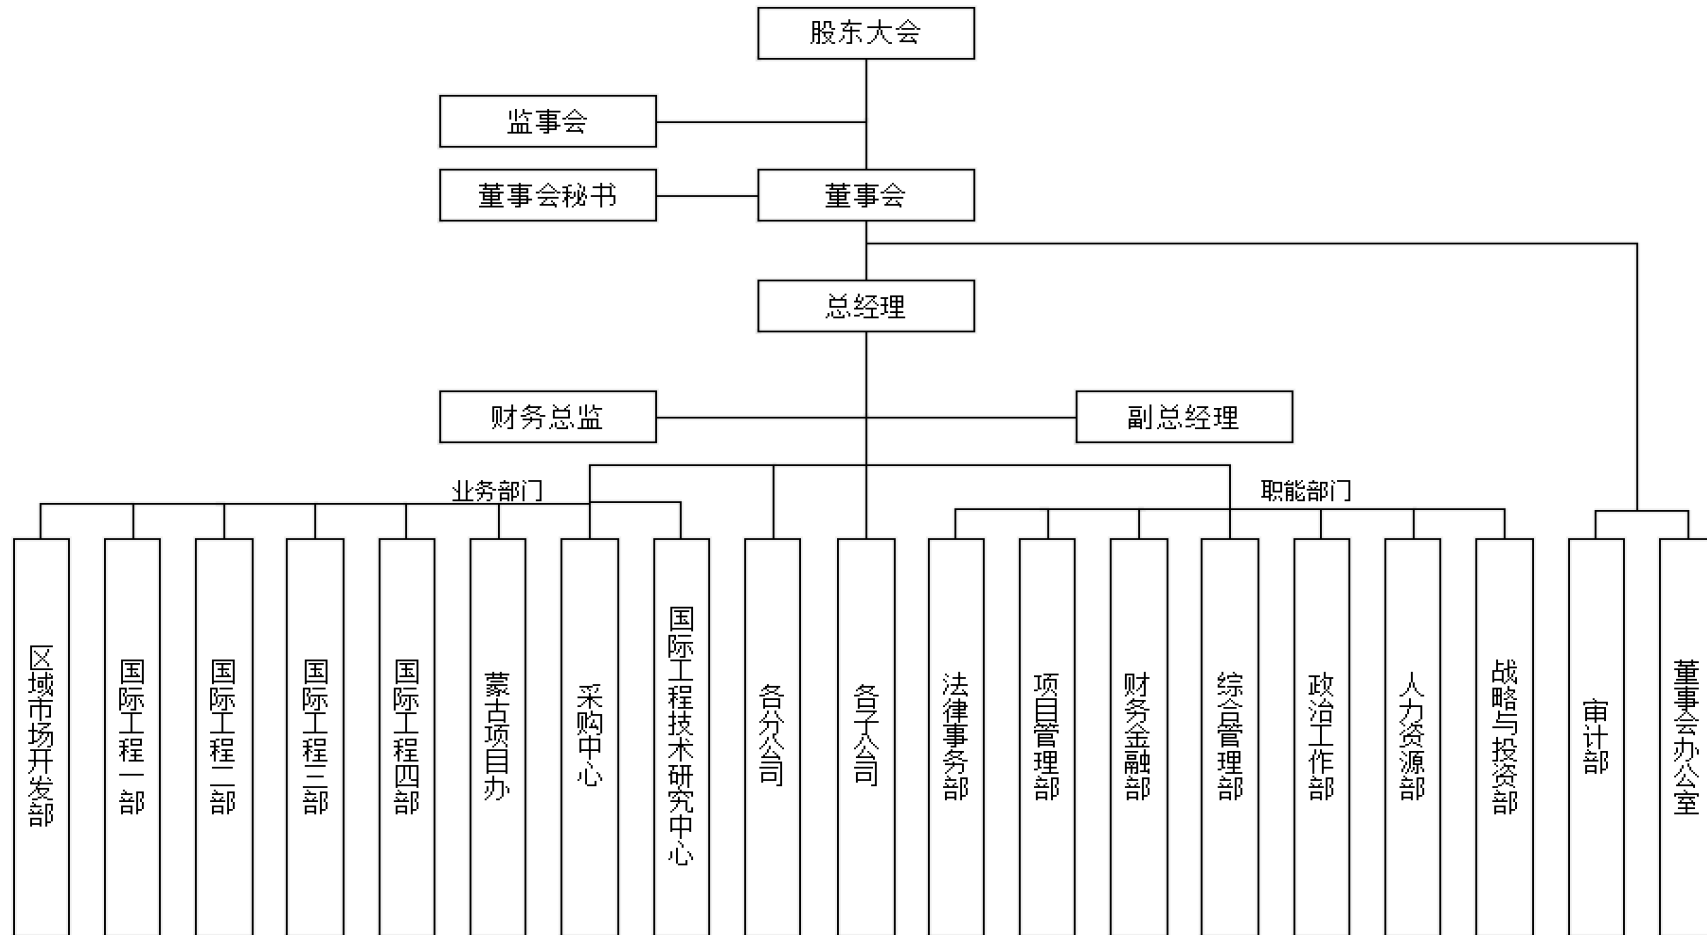 股东大会
监事会
董事会秘书
董事会
总经理
财务总监
副总经理
业务部门
职能部门
区域市场开发部
国际工程一部
国际工程二部
国际工程三部
国际工程四部
蒙古项目办
采购中心
国际工程技术研究中心
各分公司
各子公司
法律事务部
项目管理部
财务金融部
综合管理部
政治工作部
人力资源部
战略与投资部
审计部
董事会办公室